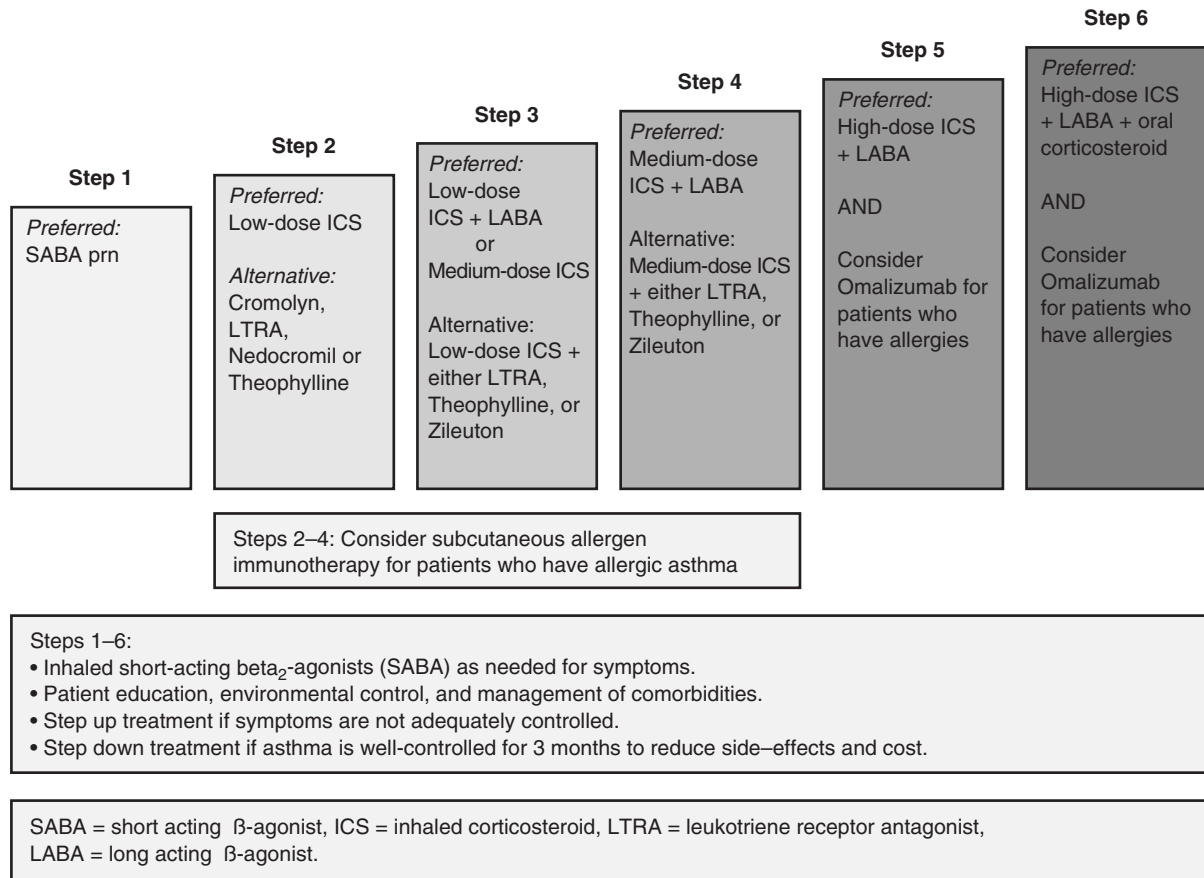 Step 1
Preferred:
SABA prn
Step 2
Preferred:
Low-dose ICS
Alternative:
Cromolyn,
LTRA,
Nedocromil or
Theophylline
Step 3
Preferred:
Low-dose
ICS + LABA
or
Medium-dose ICS
Alternative:
Low-dose ICS +
either LTRA,
Theophylline, or
Zileuton
Step 4
Preferred:
Medium-dose
ICS + LABA
Alternative:
Medium-dose ICS
+ either LTRA,
Theophylline, or
Zileuton
Step 5
Preferred:
High-dose ICS
+ LABA
AND
Consider
Omalizumab for
patients who
have allergies
Step 6
Preferred:
High-dose ICS
+ LABA + oral
corticosteroid
AND
Consider
Omalizumab
for patients who
have allergies
Steps 2–4: Consider subcutaneous allergen
immunotherapy for patients who have allergic asthma
Steps 1–6:
• Inhaled short-acting beta₂-agonists (SABA) as needed for symptoms.
• Patient education, environmental control, and management of comorbidities.
• Step up treatment if symptoms are not adequately controlled.
• Step down treatment if asthma is well-controlled for 3 months to reduce side–effects and cost.
SABA = short acting ß-agonist, ICS = inhaled corticosteroid, LTRA = leukotriene receptor antagonist,
LABA = long acting ß-agonist.